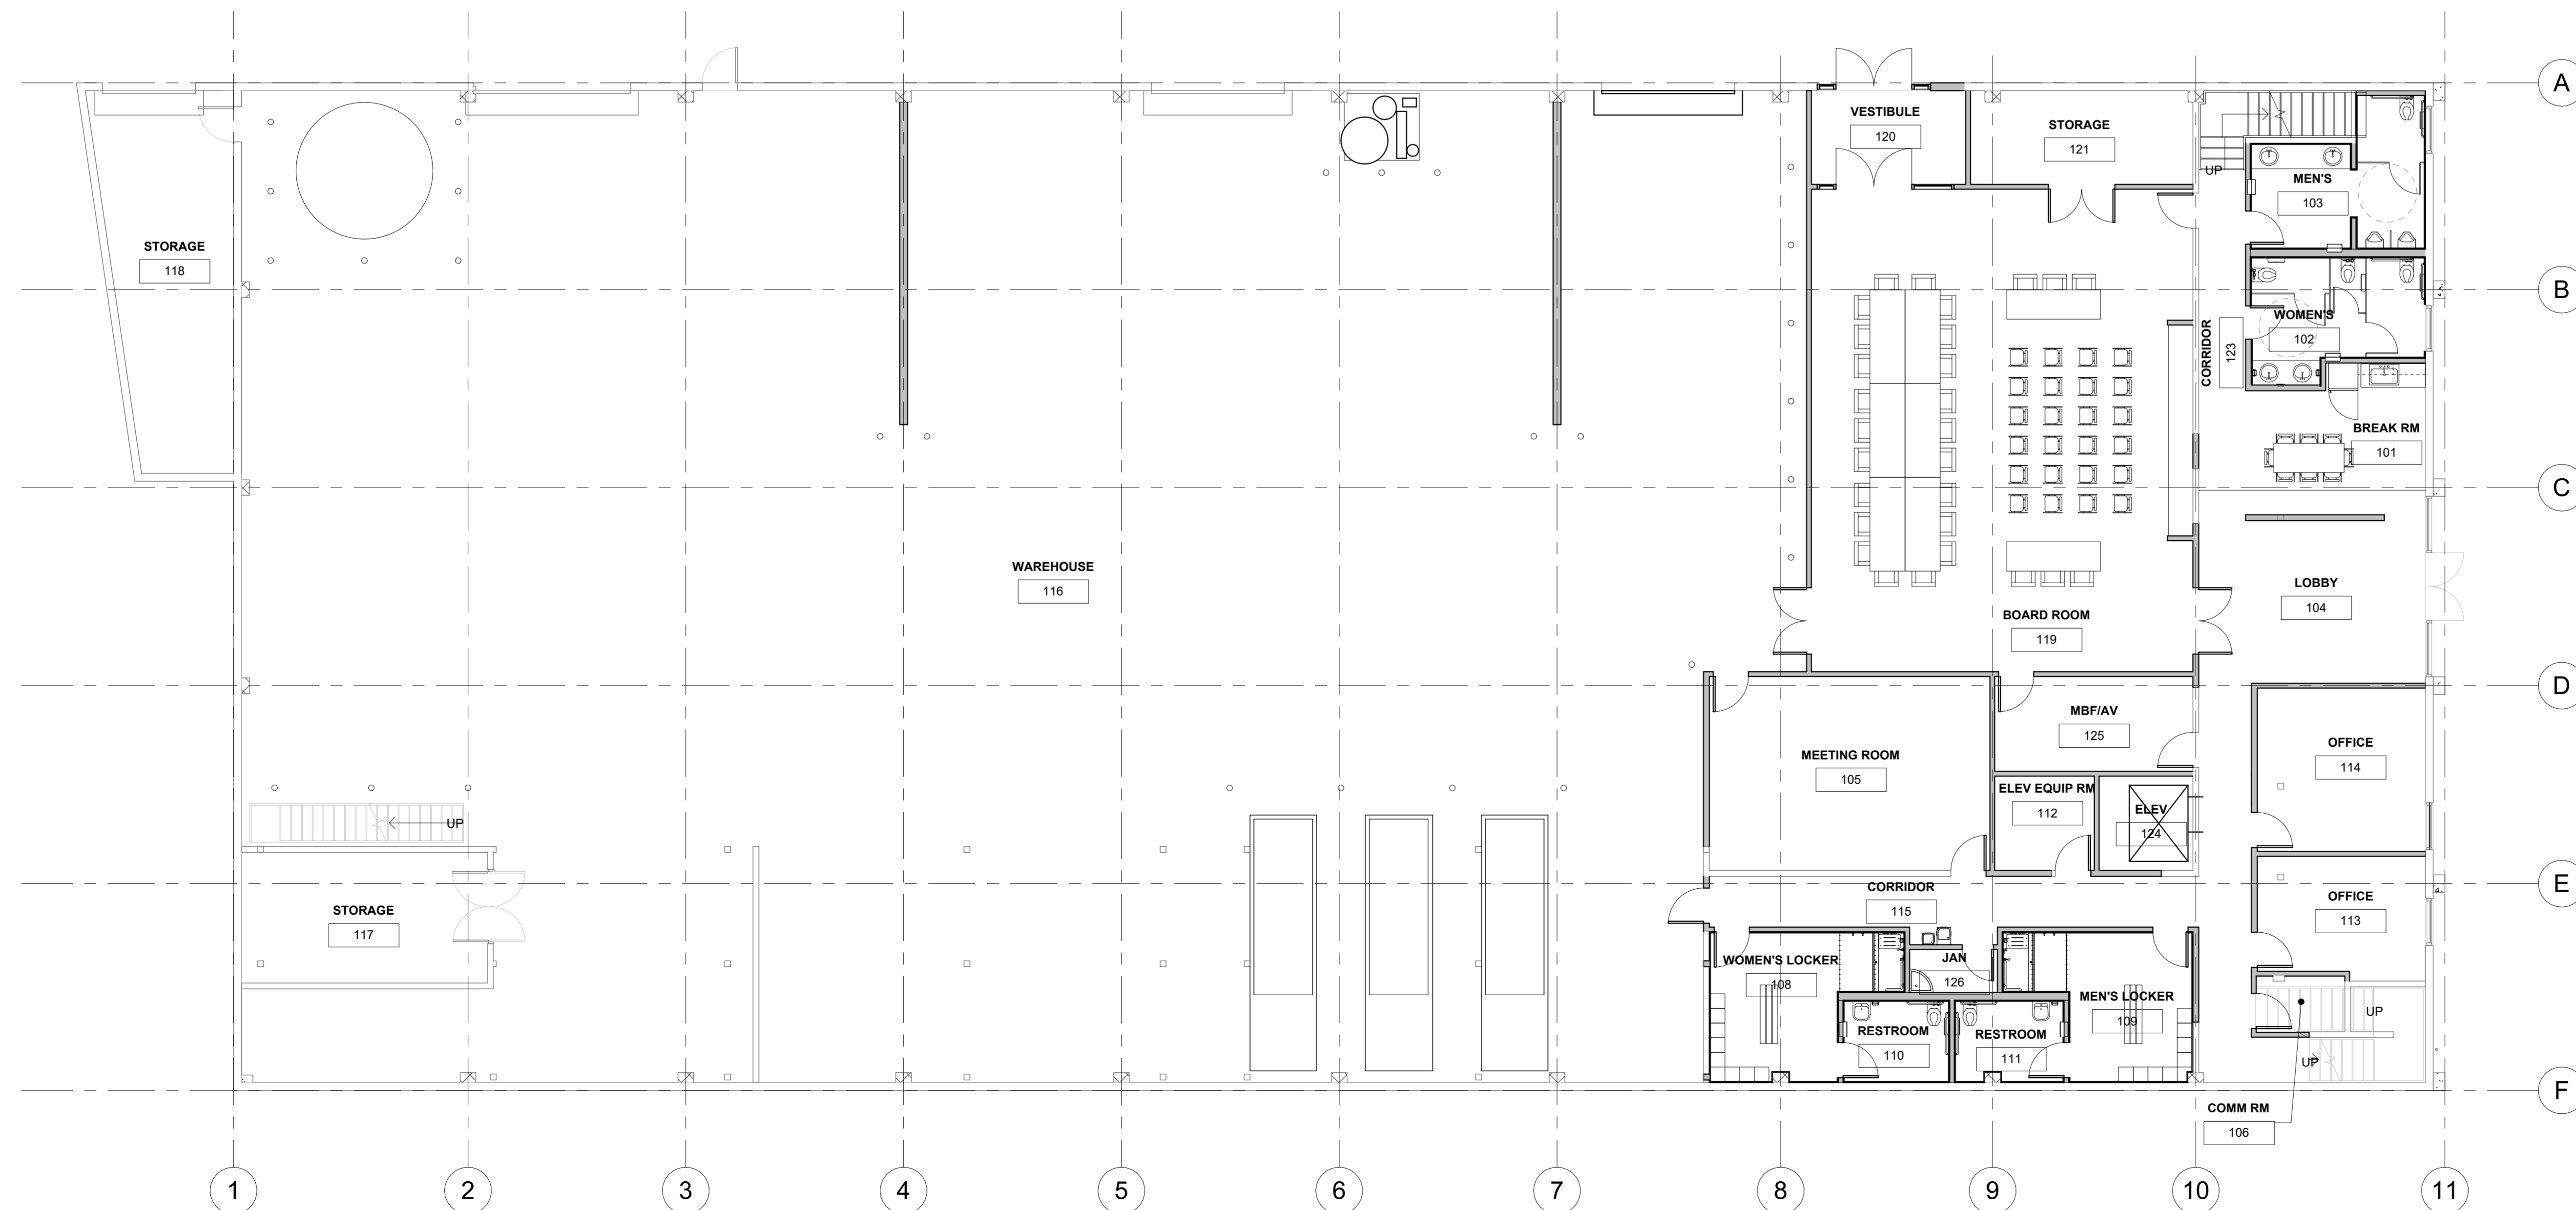 A
VESTIBULE
120
STORAGE
121
UP
MEN'S
103
STORAGE
118
B
WOMEN'S
102
CORRIDOR
123
BREAK RM
101
C
WAREHOUSE
116
LOBBY
104
BOARD ROOM
119
D
MBF/AV
125
OFFICE
114
MEETING ROOM
105
ELEV EQUIP RM
112
ELEV
124
UP
E
CORRIDOR
115
OFFICE
113
STORAGE
117
WOMEN'S LOCKER
108
JAN
126
MEN'S LOCKER
109
RESTROOM
110
RESTROOM
111
UP
UP
F
COMM RM
106
1
2
3
4
5
6
7
8
9
10
11